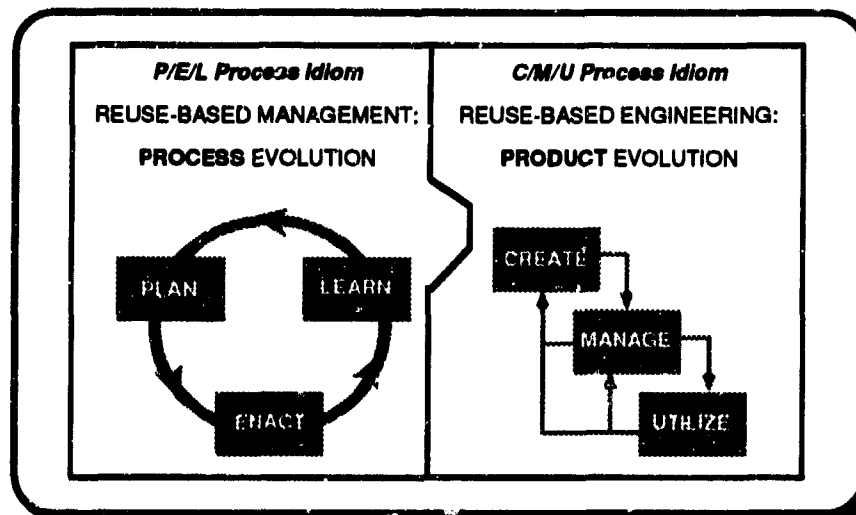 P/E/L Process Idiom
REUSE-BASED MANAGEMENT:
PROCESS EVOLUTION
PLAN
LEARN
ENACT
C/M/U Process Idiom
REUSE-BASED ENGINEERING:
PRODUCT EVOLUTION
CREATE
MANAGE
UTILIZE